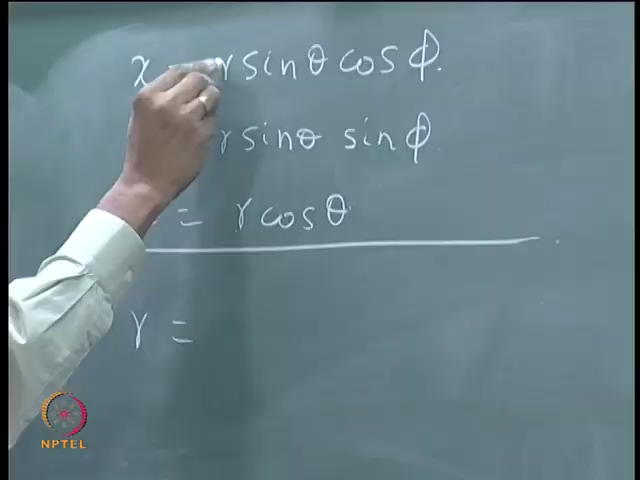 x = r sin θ cos φ.
r sin θ sin φ
= r cos θ
r =
NPTEL